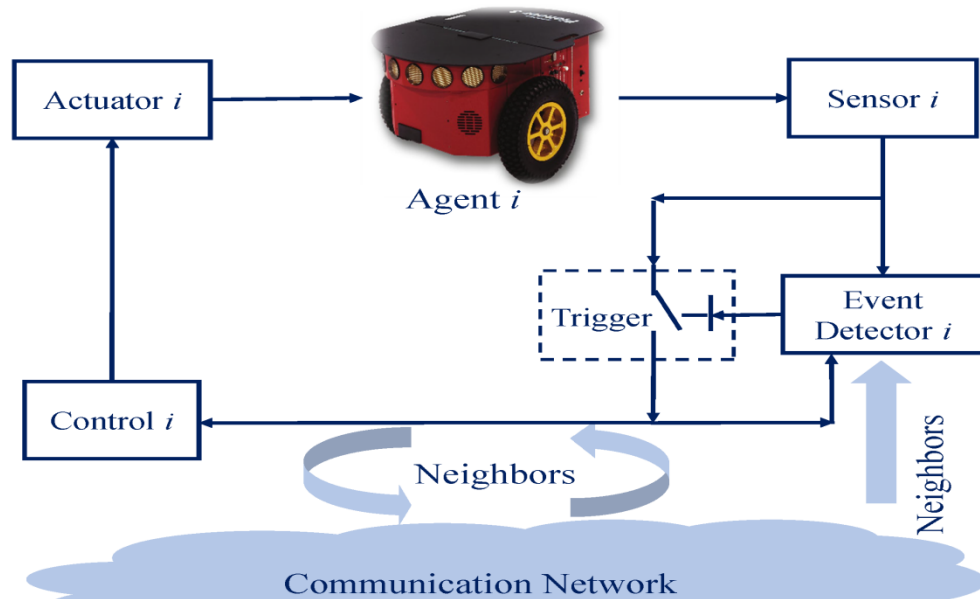 Actuator i
Sensor i
Agent i
Trigger
Event
Detector i
Control i
Neighbors
Neighbors
Communication Network